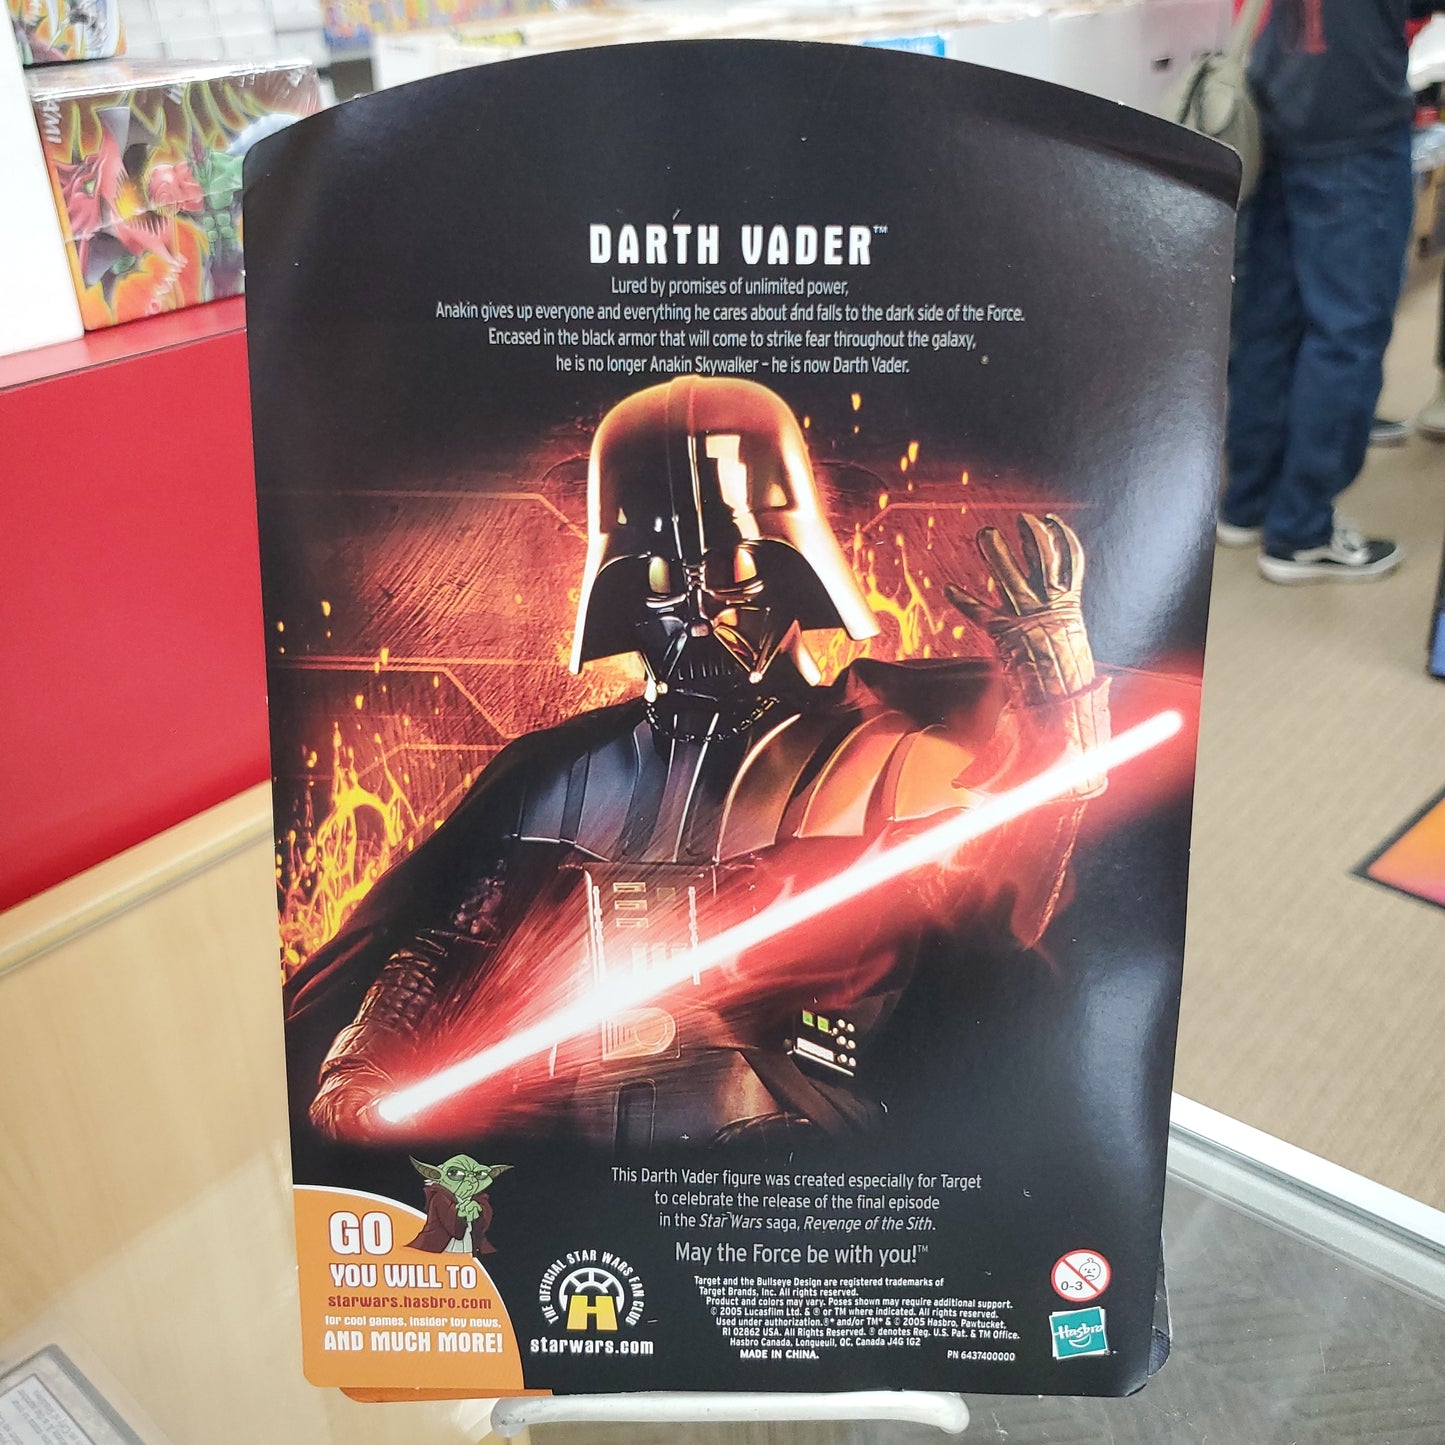 DARTH VADER™
Lured by promises of unlimited power,
Anakin gives up everyone and everything he cares about and falls to the dark side of the Force.
Encased in the black armor that will come to strike fear throughout the galaxy,
he is no longer Anakin Skywalker – he is now Darth Vader.
This Darth Vader figure was created especially for Target
to celebrate the release of the final episode
in the Star Wars saga, Revenge of the Sith.
May the Force be with you!™
GO
YOU WILL TO
starwars.hasbro.com
for cool games, insider toy news,
AND MUCH MORE!
THE OFFICIAL STAR WARS FAN CLUB
starwars.com
Target and the Bullseye Design are registered trademarks of
Target Brands, Inc. All rights reserved.
Product and colors may vary. Poses shown may require additional support.
© 2005 Lucasfilm Ltd. & ® or TM where indicated. All rights reserved.
Used under authorization.®* and/or TM* & © 2005 Hasbro, Pawtucket,
RI 02862 USA. All Rights Reserved. ® denotes Reg. U.S. Pat. & TM Office.
Hasbro Canada, Longueuil, QC, Canada J4G 1G2
MADE IN CHINA.
PN 6437400000
0-3
Hasbro